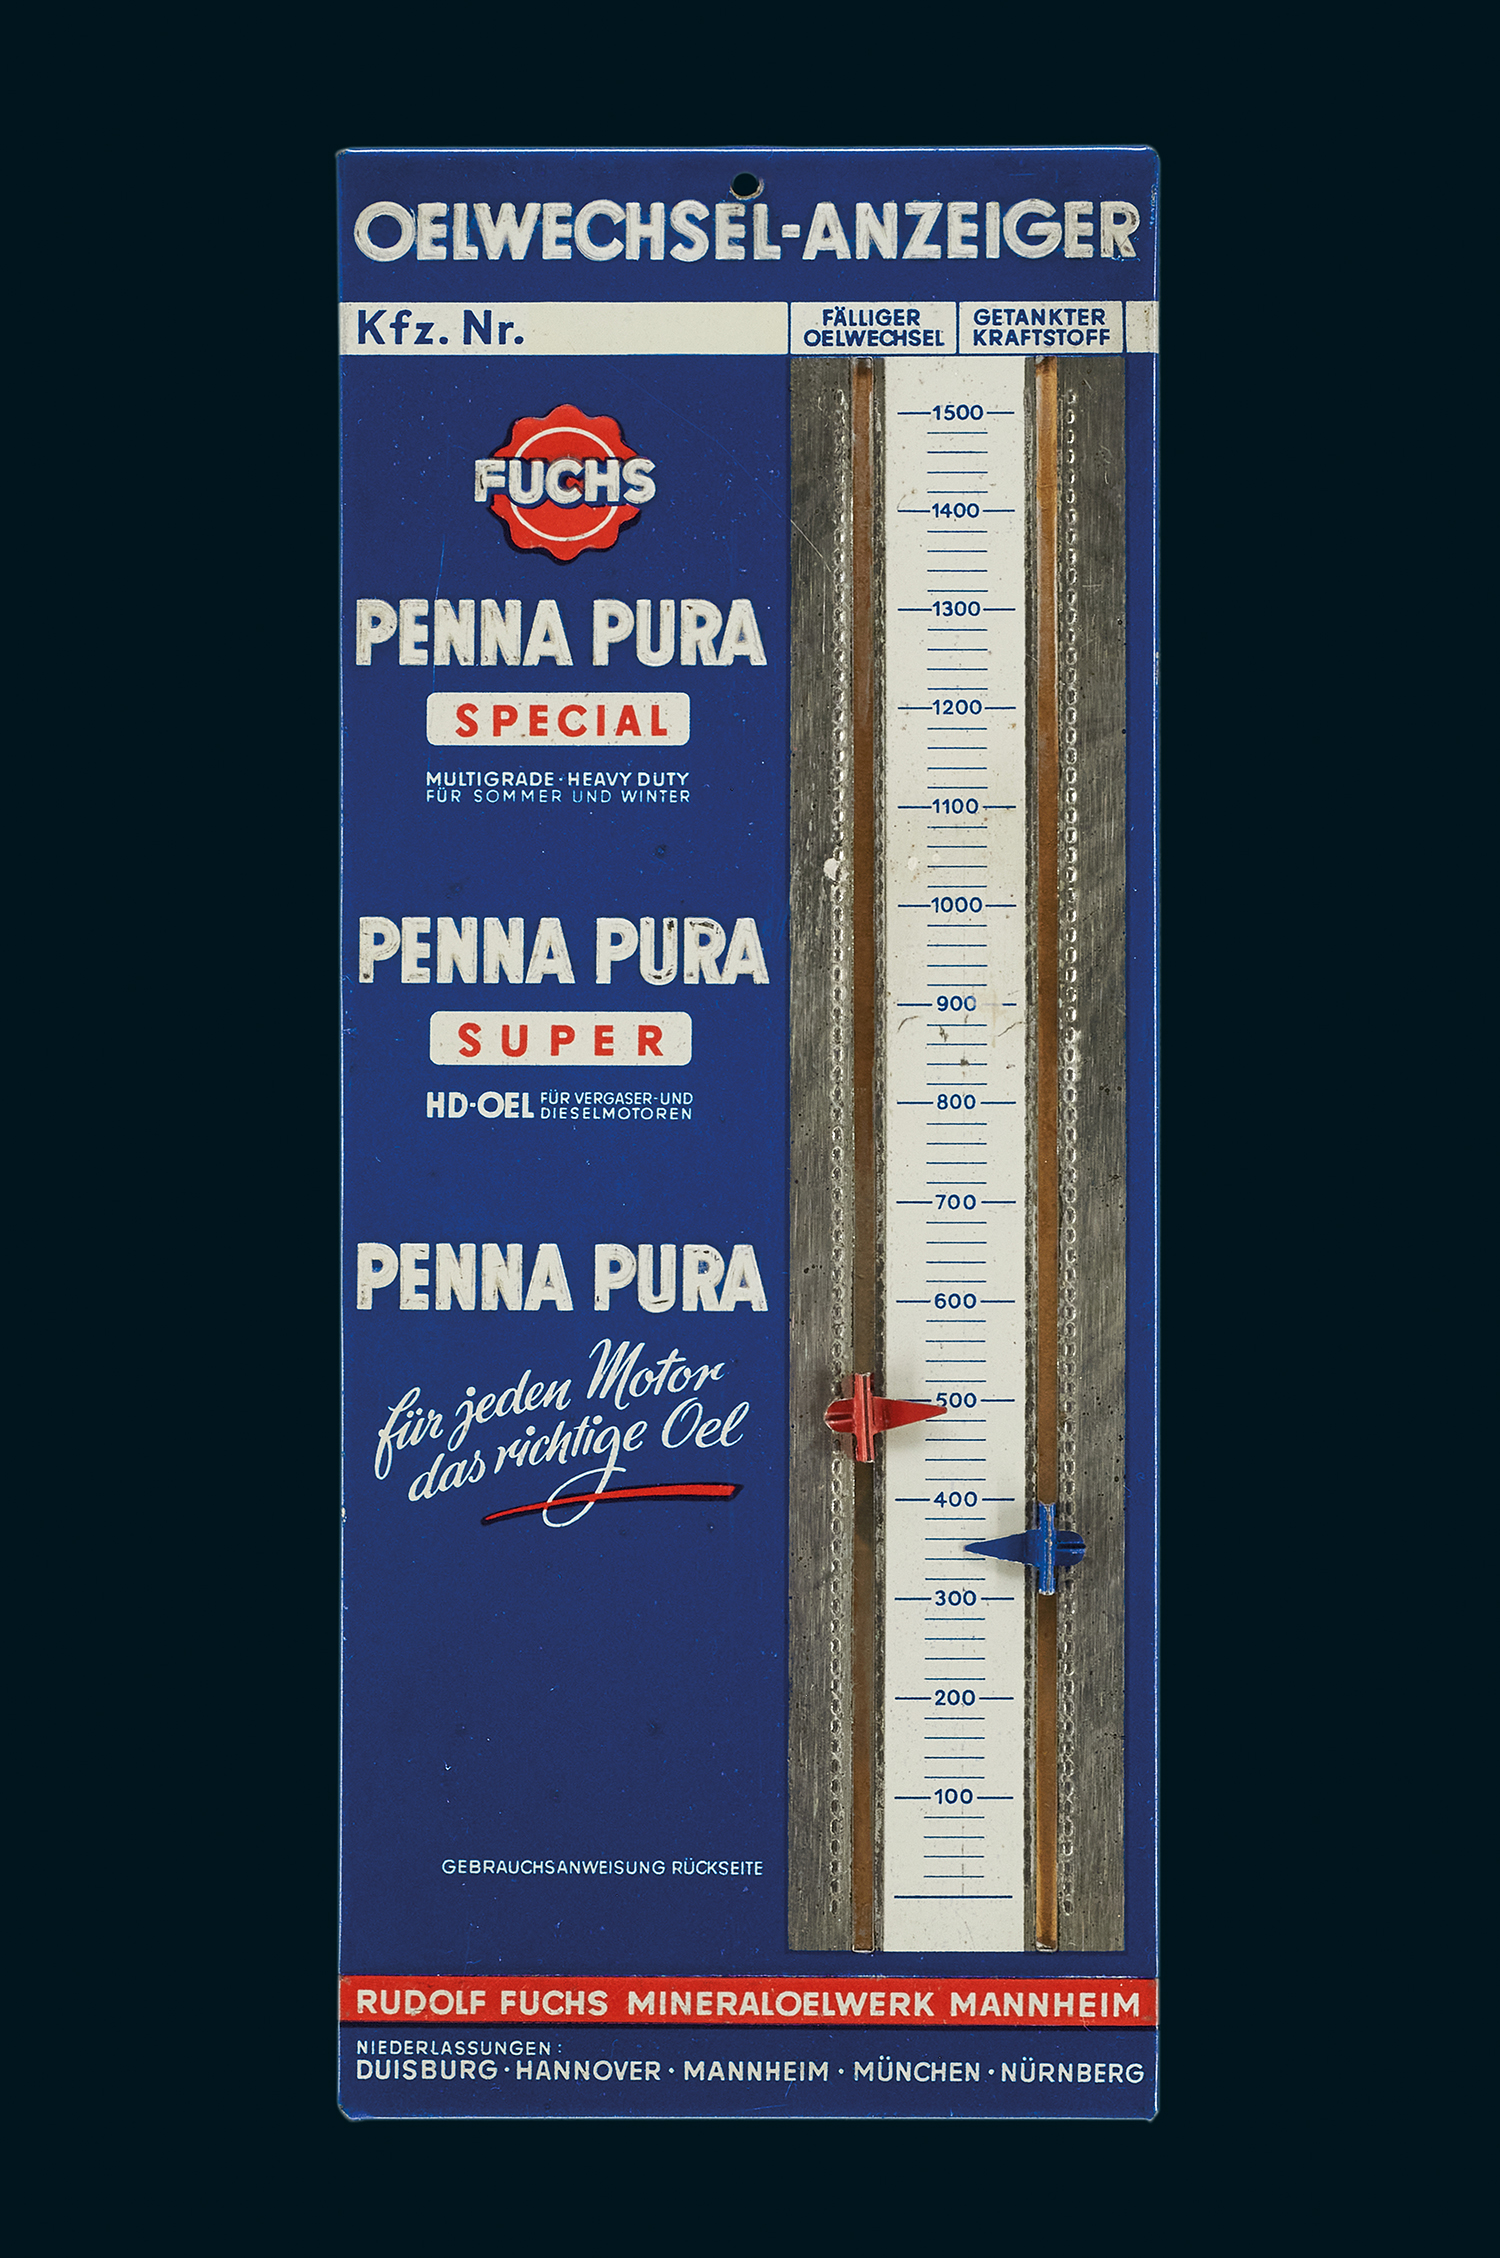 OELWECHSEL-ANZEIGER
Kfz. Nr.
FÄLLIGER
OELWECHSEL
GETANKTER
KRAFTSTOFF
FUCHS
PENNA PURA
SPECIAL
MULTIGRADE · HEAVY DUTY
FÜR SOMMER UND WINTER
PENNA PURA
SUPER
HD-OEL FÜR VERGASER-UND
DIESELMOTOREN
PENNA PURA
für jeden Motor
das richtige Oel
GEBRAUCHSANWEISUNG RÜCKSEITE
1500
1400
1300
1200
1100
1000
900
800
700
600
500
400
300
200
100
RUDOLF FUCHS MINERALOELWERK MANNHEIM
NIEDERLASSUNGEN:
DUISBURG · HANNOVER · MANNHEIM · MÜNCHEN · NÜRNBERG